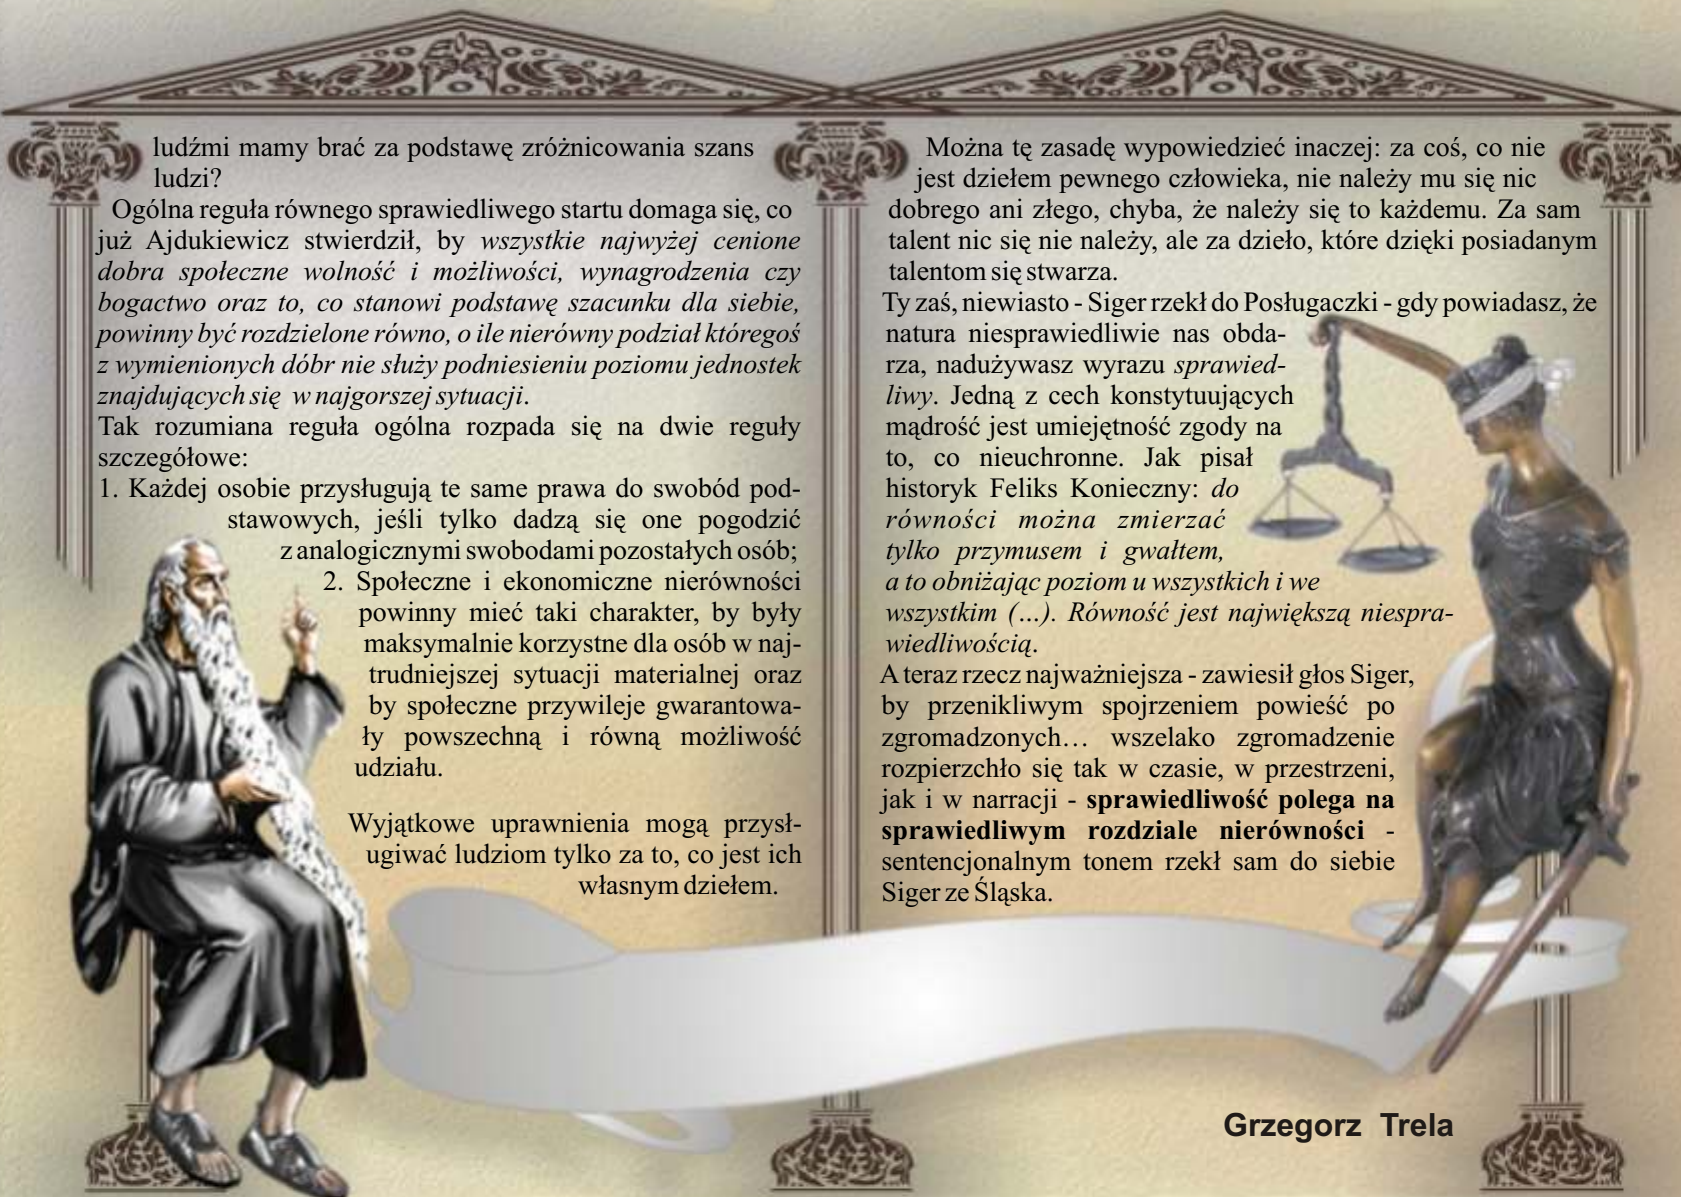 ludźmi mamy brać za podstawę zróżnicowania szans
ludzi?
Ogólna reguła równego sprawiedliwego startu domaga się, co
już Ajdukiewicz stwierdził, by wszystkie najwyżej cenione
dobra społeczne wolność i możliwości, wynagrodzenia czy
bogactwo oraz to, co stanowi podstawę szacunku dla siebie,
powinny być rozdzielone równo, o ile nierówny podział któregoś
z wymienionych dóbr nie służy podniesieniu poziomu jednostek
znajdujących się w najgorszej sytuacji.
Tak rozumiana reguła ogólna rozpada się na dwie reguły
szczegółowe:
1. Każdej osobie przysługują te same prawa do swobód pod-
stawowych, jeśli tylko dadzą się one pogodzić
z analogicznymi swobodami pozostałych osób;
2. Społeczne i ekonomiczne nierówności
powinny mieć taki charakter, by były
maksymalnie korzystne dla osób w naj-
trudniejszej sytuacji materialnej oraz
by społeczne przywileje gwarantowa-
ły powszechną i równą możliwość
udziału.
Wyjątkowe uprawnienia mogą przysł-
ugiwać ludziom tylko za to, co jest ich
własnym dziełem.
Można tę zasadę wypowiedzieć inaczej: za coś, co nie
jest dziełem pewnego człowieka, nie należy mu się nic
dobrego ani złego, chyba, że należy się to każdemu. Za sam
talent nic się nie należy, ale za dzieło, które dzięki posiadanym
talentom się stwarza.
Ty zaś, niewiasto - Siger rzekł do Posługaczki - gdy powiadasz, że
natura niesprawiedliwie nas obda-
rza, nadużywasz wyrazu sprawied-
liwy. Jedną z cech konstytuujących
mądrość jest umiejętność zgody na
to, co nieuchronne. Jak pisał
historyk Feliks Konieczny: do
równości można zmierzać
tylko przymusem i gwałtem,
a to obniżając poziom u wszystkich i we
wszystkim (...). Równość jest największą niespra-
wiedliwością.
A teraz rzecz najważniejsza - zawiesił głos Siger,
by przenikliwym spojrzeniem powieść po
zgromadzonych… wszelako zgromadzenie
rozpierzchło się tak w czasie, w przestrzeni,
jak i w narracji - sprawiedliwość polega na
sprawiedliwym rozdziale nierówności -
sentencjonalnym tonem rzekł sam do siebie
Siger ze Śląska.
Grzegorz Trela